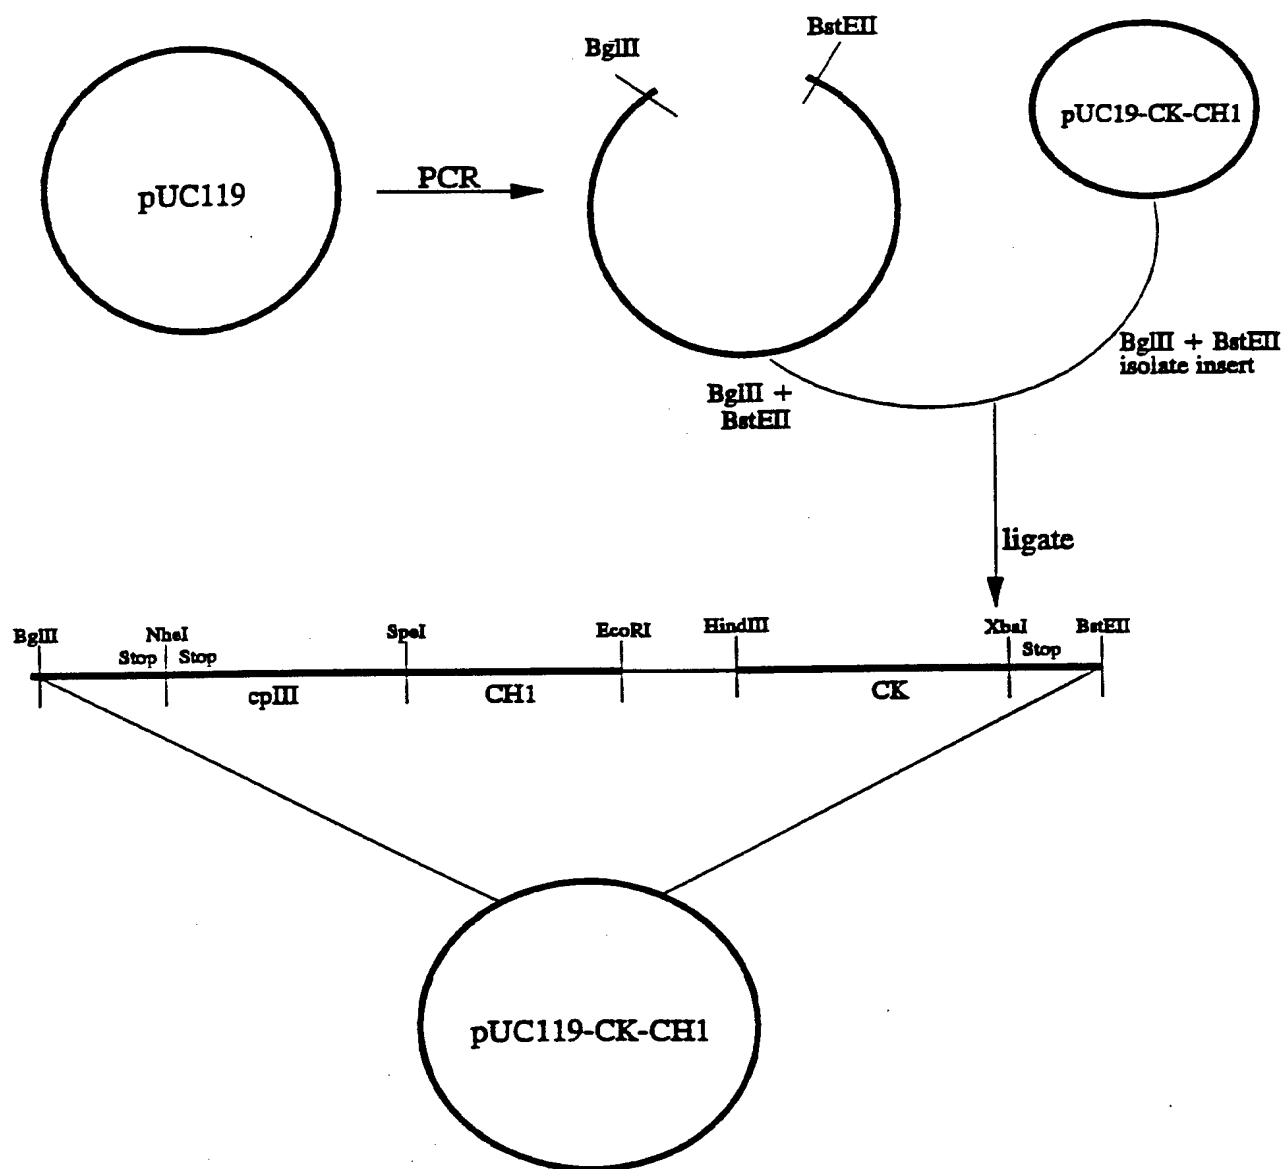 BglII
BstEII
pUC119
PCR
pUC19-CK-CH1
BglII +
BstEII
BglII + BstEII
isolate insert
ligate
BglII
NheI
SpeI
EcoRI
HindIII
XbaI
BstEII
Stop
Stop
Stop
cpIII
CH1
CK
pUC119-CK-CH1